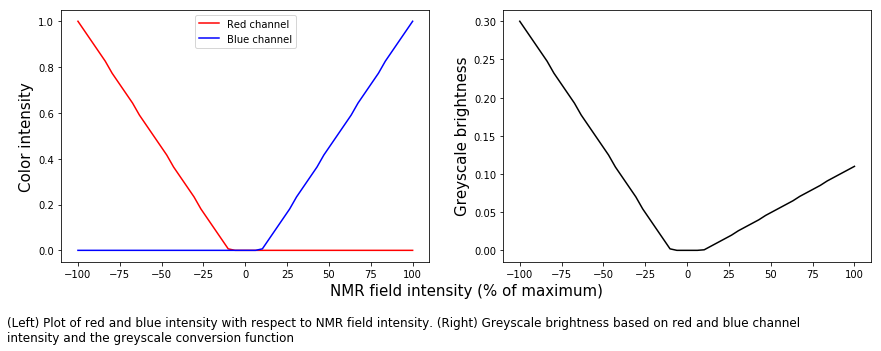 Red channel
Blue channel
Color intensity
1.0
0.8
0.6
0.4
0.2
0.0
−100 −75 −50 −25 0 25 50 75 100
Greyscale brightness
0.30
0.25
0.20
0.15
0.10
0.05
0.00
−100 −75 −50 −25 0 25 50 75 100
NMR field intensity (% of maximum)
(Left) Plot of red and blue intensity with respect to NMR field intensity. (Right) Greyscale brightness based on red and blue channel
intensity and the greyscale conversion function